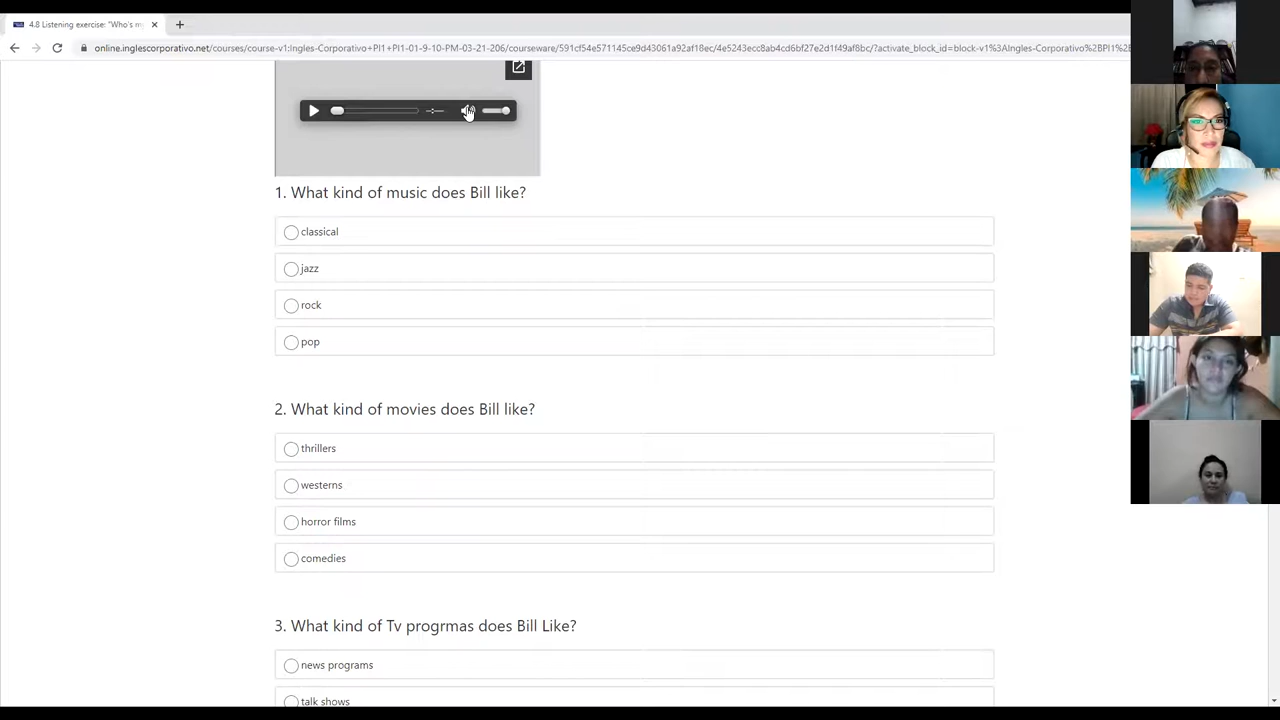 4.8 Listening exercise: "Who's m
online.inglescorporativo.net/courses/course-v1:Ingles-Corporativo+PI1+PI1-01-9-10-PM-03-21-206/courseware/591cf54e571145ce9d43061a92af18ec/4e5243ecc8ab4cd6bf27e2d1f49af8bc/?activate_block_id=block-v1%3AIngles-Corporativo%2BPI1%2B
1. What kind of music does Bill like?
classical
jazz
rock
pop
2. What kind of movies does Bill like?
thrillers
westerns
horror films
comedies
3. What kind of Tv progrmas does Bill Like?
news programs
talk shows